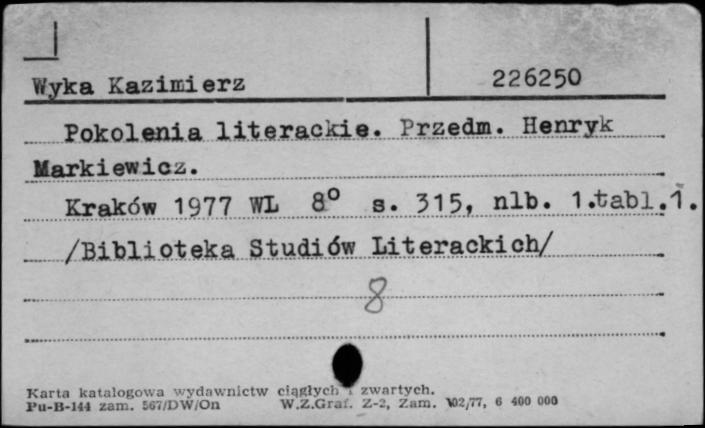 Wyka Kazimierz 226250
Pokolenia literackie. Przedm. Henryk
Markiewicz.
Kraków 1977 WL 8° s. 315, nlb. 1.tabl.1.
/Biblioteka Studiów Literackich/
8
Karta katalogowa wydawnictw ciągłych i zwartych.
Pu-B-144 zam. 567/DW/On W.Z.Graf. Z-2, Zam. 102/77, 6 400 000